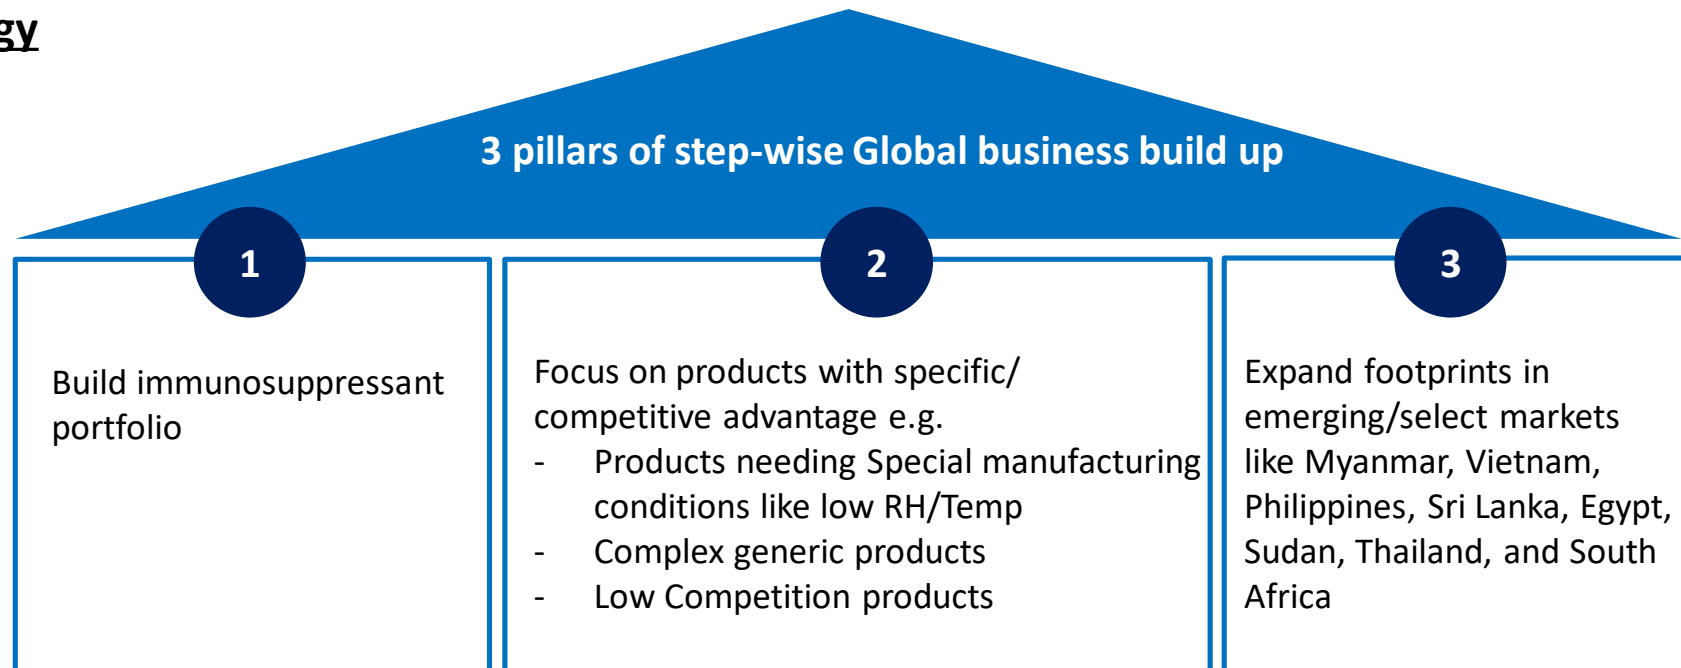 gy
3 pillars of step-wise Global business build up
1
Build immunosuppressant
portfolio
2
Focus on products with specific/
competitive advantage e.g.
- Products needing Special manufacturing
conditions like low RH/Temp
- Complex generic products
- Low Competition products
3
Expand footprints in
emerging/select markets
like Myanmar, Vietnam,
Philippines, Sri Lanka, Egypt,
Sudan, Thailand, and South
Africa